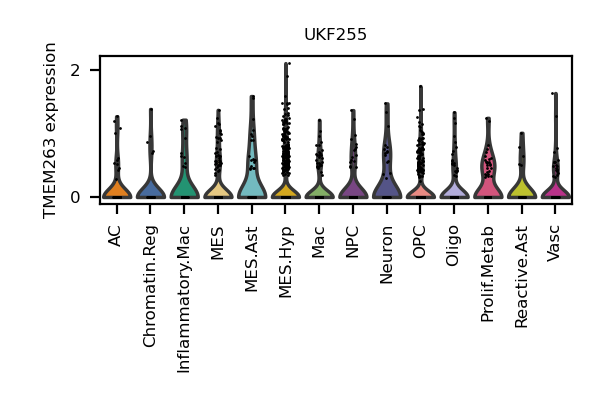 UKF255
TMEM263 expression
2
0
AC
Chromatin.Reg
Inflammatory.Mac
MES
MES.Ast
MES.Hyp
Mac
NPC
Neuron
OPC
Oligo
Prolif.Metab
Reactive.Ast
Vasc